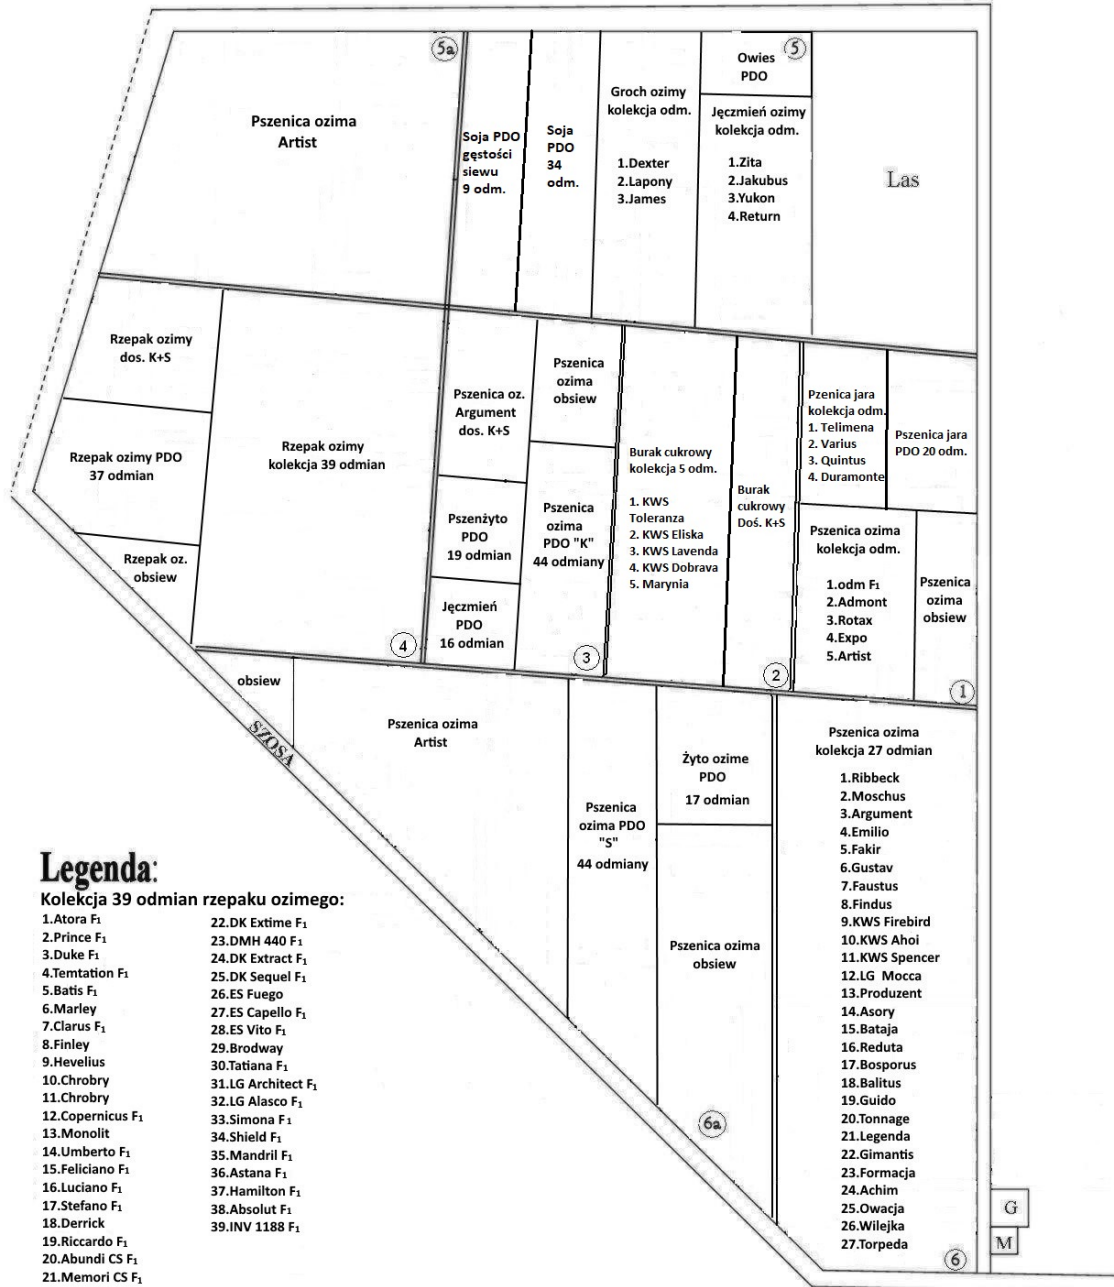 5a
5
Pszenica ozima
Artist
Soja PDO
gęstości
siewu
9 odm.
Soja
PDO
34
odm.
Groch ozimy
kolekcja odm.
1.Dexter
2.Lapony
3.James
Owies
PDO
Jęczmień ozimy
kolekcja odm.
1.Zita
2.Jakubus
3.Yukon
4.Return
Las
Rzepak ozimy
dos. K+S
Rzepak ozimy PDO
37 odmian
Rzepak oz.
obsiew
Rzepak ozimy
kolekcja 39 odmian
4
Pszenica oz.
Argument
dos. K+S
Pszenżyto
PDO
19 odmian
Jęczmień
PDO
16 odmian
Pszenica
ozima
obsiew
Pszenica
ozima
PDO "K"
44 odmiany
3
Burak cukrowy
kolekcja 5 odm.
1. KWS
Toleranza
2. KWS Eliska
3. KWS Lavenda
4. KWS Dobrava
5. Marynia
Burak
cukrowy
Doś. K+S
2
Pzenica jara
kolekcja odm.
1. Telimena
2. Varius
3. Quintus
4. Duramonte
Pszenica jara
PDO 20 odm.
Pszenica ozima
kolekcja odm.
1.odm F₁
2.Admont
3.Rotax
4.Expo
5.Artist
Pszenica
ozima
obsiew
1
obsiew
SZOSA
Pszenica ozima
Artist
Pszenica
ozima PDO
"S"
44 odmiany
Żyto ozime
PDO
17 odmian
Pszenica ozima
obsiew
6a
Pszenica ozima
kolekcja 27 odmian
1.Ribbeck
2.Moschus
3.Argument
4.Emilio
5.Fakir
6.Gustav
7.Faustus
8.Findus
9.KWS Firebird
10.KWS Ahoi
11.KWS Spencer
12.LG Mocca
13.Produzent
14.Asory
15.Bataja
16.Reduta
17.Bosporus
18.Balitus
19.Guido
20.Tonnage
21.Legenda
22.Gimantis
23.Formacja
24.Achim
25.Owacja
26.Wilejka
27.Torpeda
6
G
M
Legenda:
Kolekcja 39 odmian rzepaku ozimego:
1.Atora F₁
2.Prince F₁
3.Duke F₁
4.Temtation F₁
5.Batis F₁
6.Marley
7.Clarus F₁
8.Finley
9.Hevelius
10.Chrobry
11.Chrobry
12.Copernicus F₁
13.Monolit
14.Umberto F₁
15.Feliciano F₁
16.Luciano F₁
17.Stefano F₁
18.Derrick
19.Riccardo F₁
20.Abundi CS F₁
21.Memori CS F₁
22.DK Extime F₁
23.DMH 440 F₁
24.DK Extract F₁
25.DK Sequel F₁
26.ES Fuego
27.ES Capello F₁
28.ES Vito F₁
29.Brodway
30.Tatiana F₁
31.LG Architect F₁
32.LG Alasco F₁
33.Simona F₁
34.Shield F₁
35.Mandril F₁
36.Astana F₁
37.Hamilton F₁
38.Absolut F₁
39.INV 1188 F₁